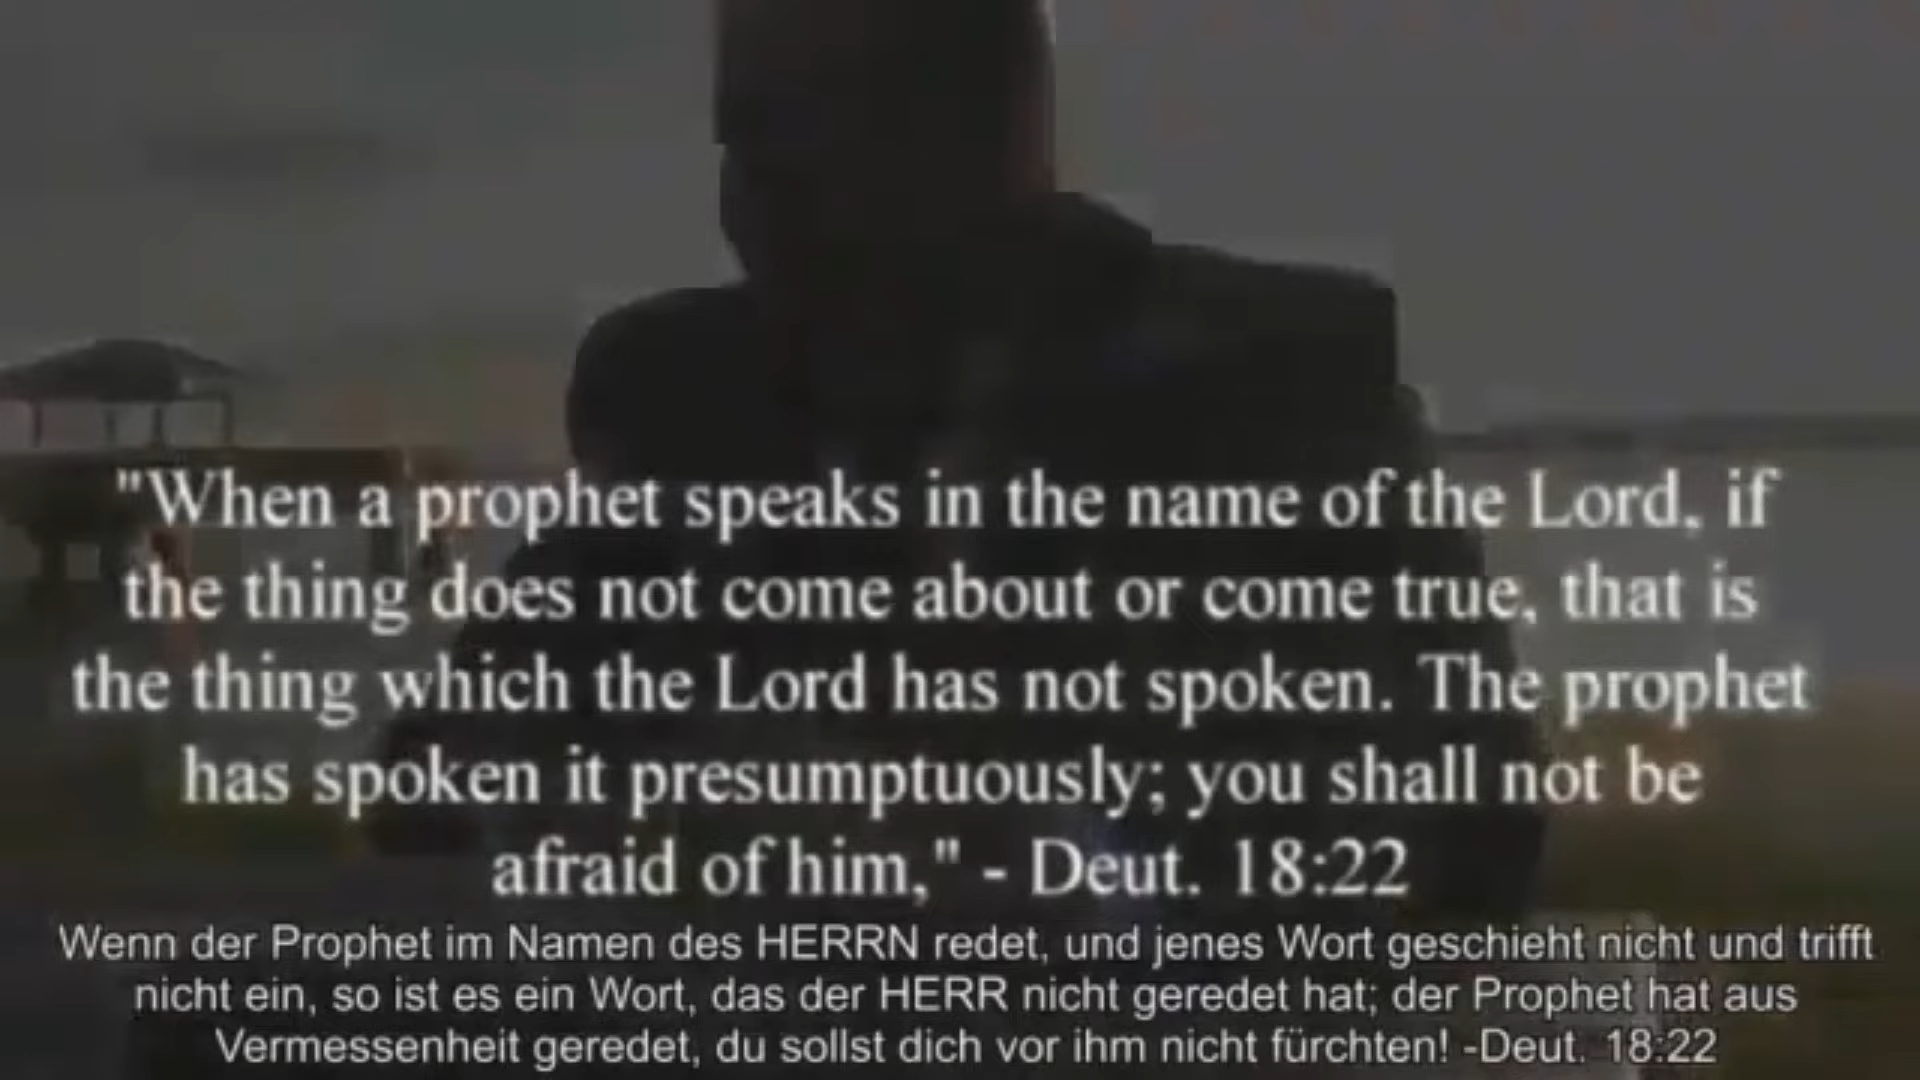 "When a prophet speaks in the name of the Lord, if
the thing does not come about or come true, that is
the thing which the Lord has not spoken. The prophet
has spoken it presumptuously; you shall not be
afraid of him," - Deut. 18:22
Wenn der Prophet im Namen des HERRN redet, und jenes Wort geschieht nicht und trifft
nicht ein, so ist es ein Wort, das der HERR nicht geredet hat; der Prophet hat aus
Vermessenheit geredet, du sollst dich vor ihm nicht fürchten! -Deut. 18:22